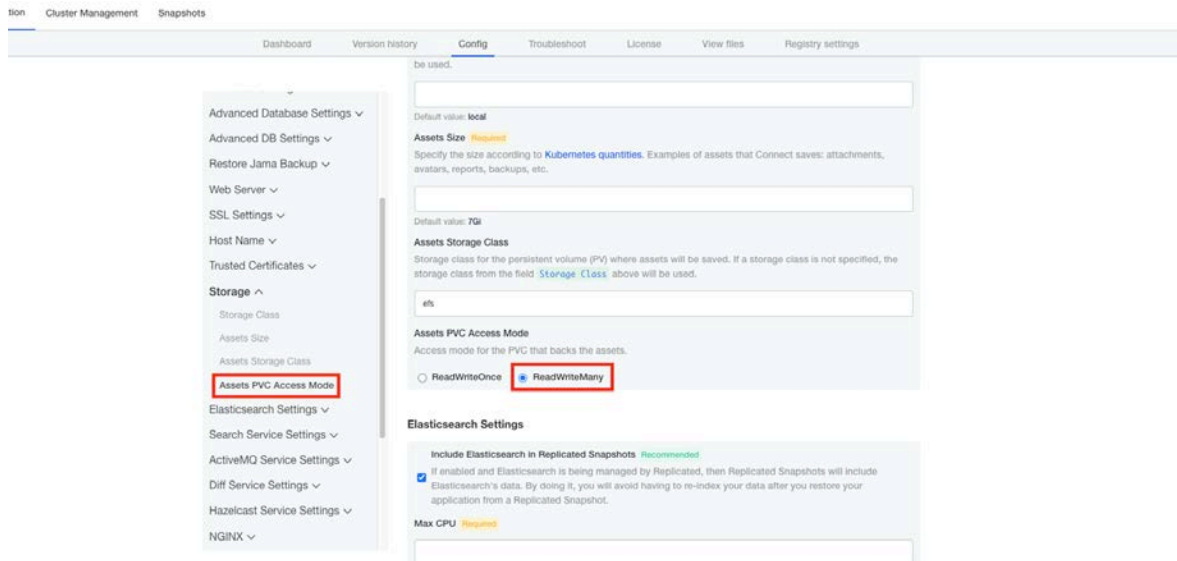 tion Cluster Management Snapshots
Dashboard Version history Config Troubleshoot License View files Registry settings
Advanced Database Settings
Advanced DB Settings
Restore Jama Backup
Web Server
SSL Settings
Host Name
Trusted Certificates
Storage
Storage Class
Assets Size
Assets Storage Class
Assets PVC Access Mode
Elasticsearch Settings
Search Service Settings
ActiveMQ Service Settings
Diff Service Settings
Hazelcast Service Settings
NGINX
be used.
Default value: local
Assets Size Required
Specify the size according to Kubernetes quantities. Examples of assets that Connect saves: attachments,
avatars, reports, backups, etc.
Default value: 7Gi
Assets Storage Class
Storage class for the persistent volume (PV) where assets will be saved. If a storage class is not specified, the
storage class from the field Storage Class above will be used.
efs
Assets PVC Access Mode
Access mode for the PVC that backs the assets.
ReadWriteOnce ReadWriteMany
Elasticsearch Settings
Include Elasticsearch in Replicated Snapshots Recommended
If enabled and Elasticsearch is being managed by Replicated, then Replicated Snapshots will include
Elasticsearch's data. By doing it, you will avoid having to re-index your data after you restore your
application from a Replicated Snapshot.
Max CPU Required